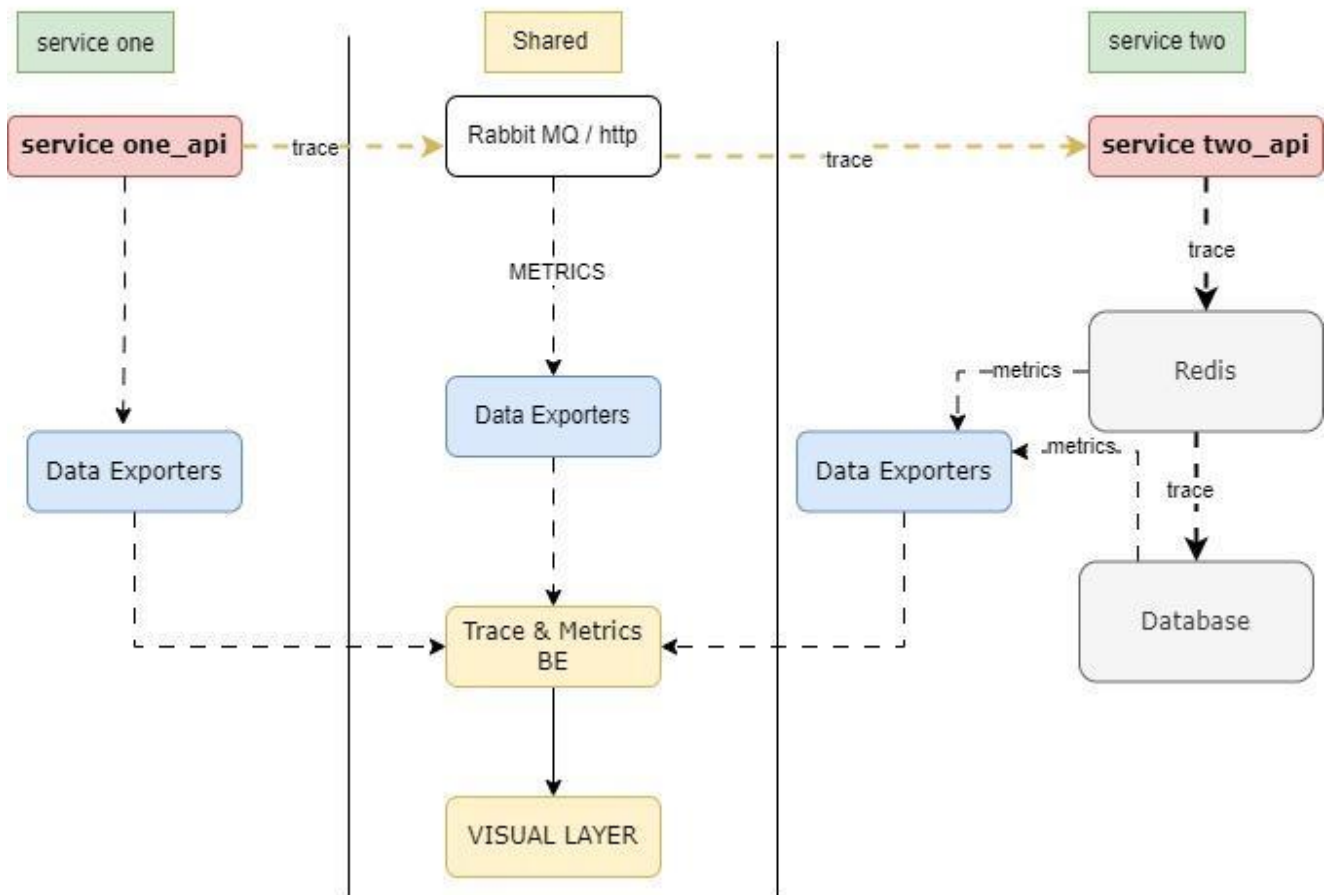 service one
Shared
service two
service one_api
trace
Rabbit MQ / http
trace
service two_api
trace
METRICS
Redis
metrics
Data Exporters
metrics
Data Exporters
Data Exporters
trace
Database
Trace & Metrics
BE
VISUAL LAYER